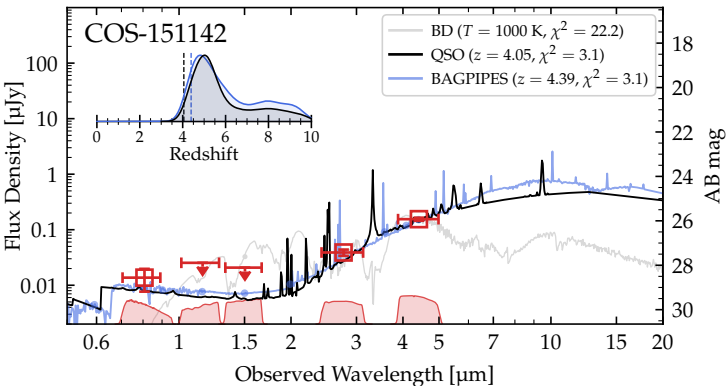 COS-151142
BD (T = 1000 K, χ² = 22.2)
QSO (z = 4.05, χ² = 3.1)
BAGPIPES (z = 4.39, χ² = 3.1)
0 2 4 6 8 10
Redshift
100
10
1
0.1
0.01
Flux Density [μJy]
18
20
22
24
26
28
30
AB mag
0.6 1 1.5 2 3 4 5 7 10 15 20
Observed Wavelength [μm]